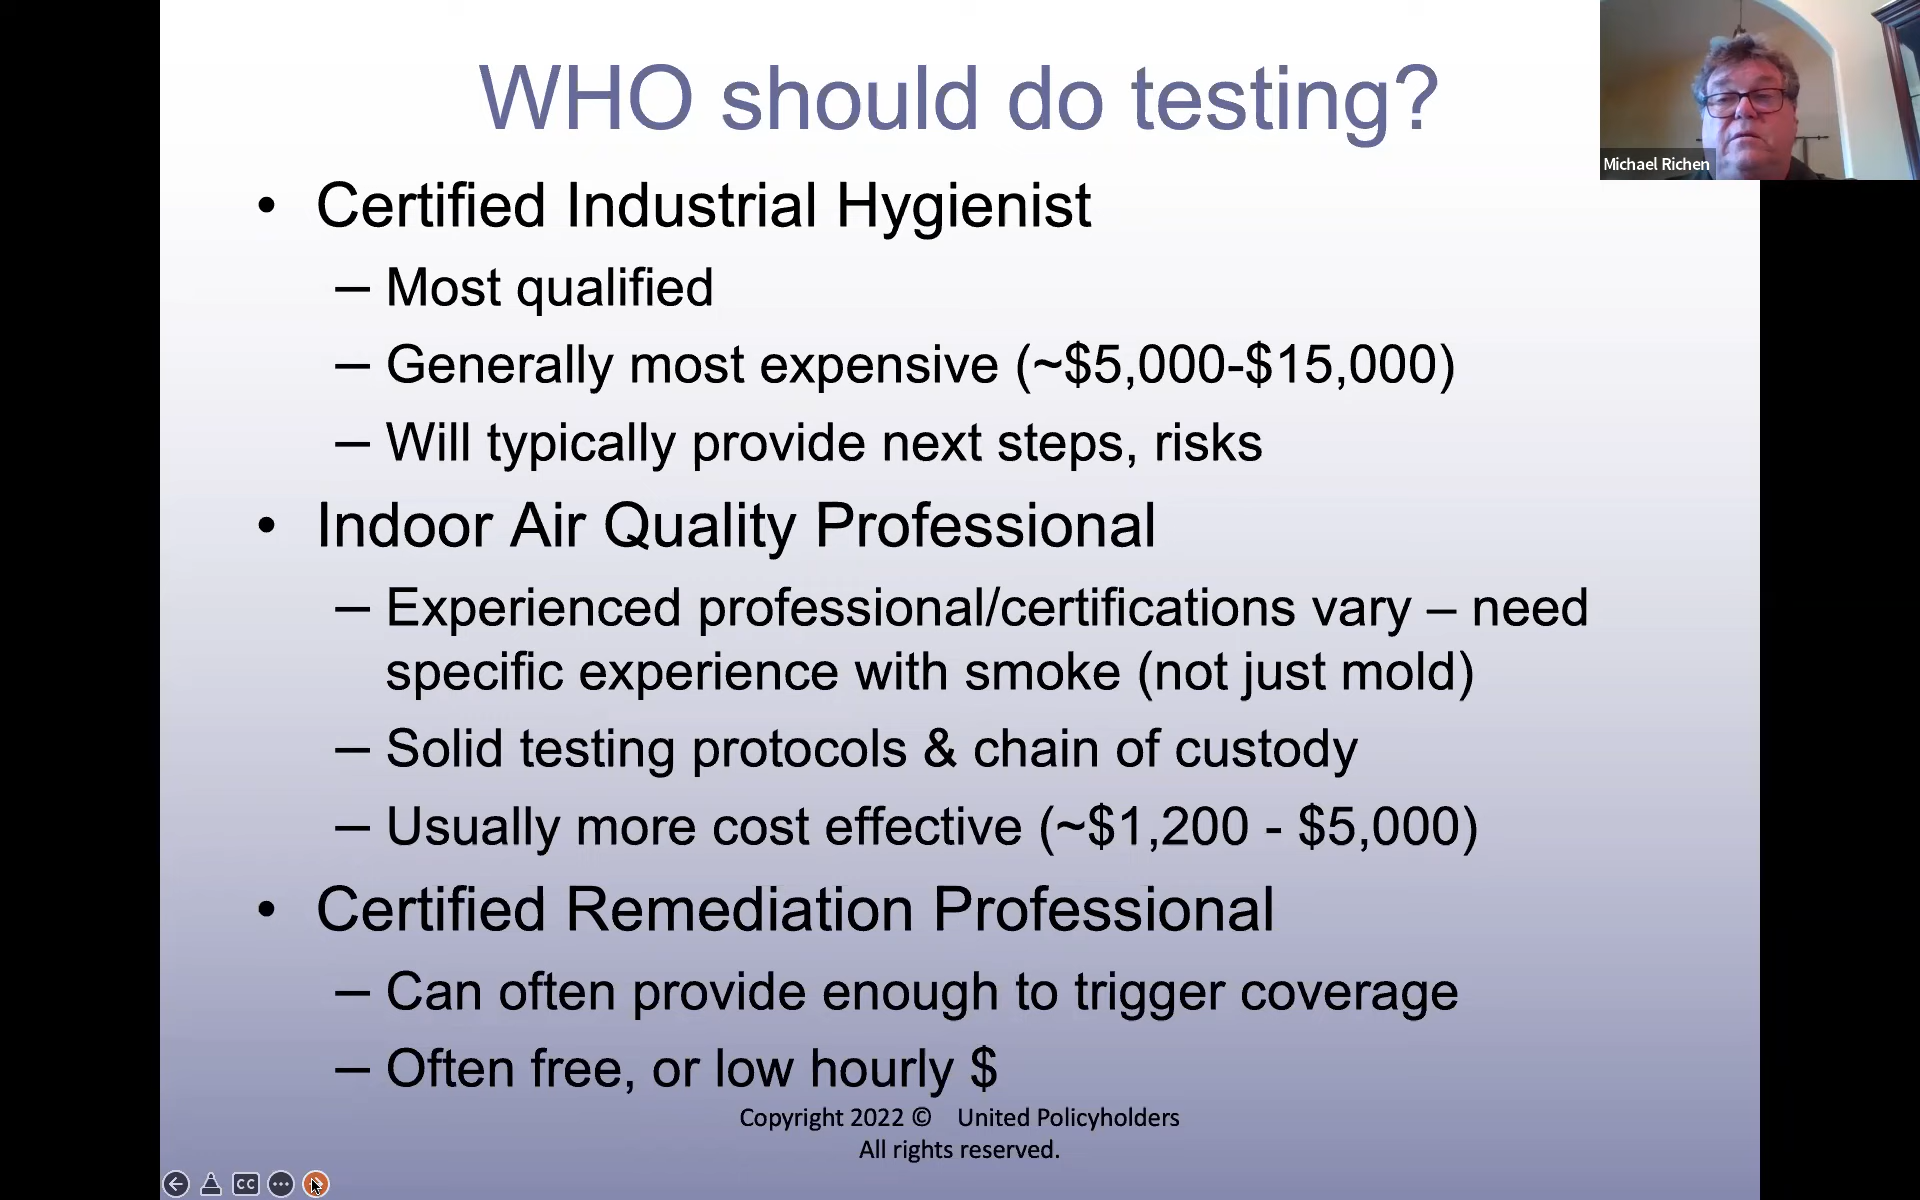 WHO should do testing?
Michael Richen
• Certified Industrial Hygienist
– Most qualified
– Generally most expensive (~$5,000-$15,000)
– Will typically provide next steps, risks
• Indoor Air Quality Professional
– Experienced professional/certifications vary – need
specific experience with smoke (not just mold)
– Solid testing protocols & chain of custody
– Usually more cost effective (~$1,200 - $5,000)
• Certified Remediation Professional
– Can often provide enough to trigger coverage
– Often free, or low hourly $
Copyright 2022 © United Policyholders
All rights reserved.
CC